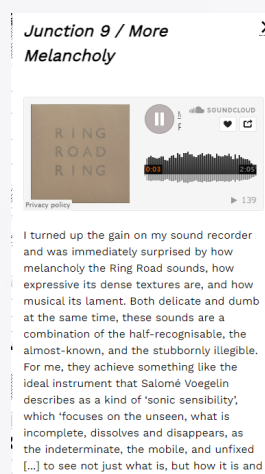 Junction 9 / More
Melancholy
SOUNDCLOUD
RING
ROAD
RING
0:03
2:05
Privacy policy
139
I turned up the gain on my sound recorder
and was immediately surprised by how
melancholy the Ring Road sounds, how
expressive its dense textures are, and how
musical its lament. Both delicate and dumb
at the same time, these sounds are a
combination of the half-recognisable, the
almost-known, and the stubbornly illegible.
For me, they achieve something like the
ideal instrument that Salomé Voegelin
describes as a kind of ‘sonic sensibility’,
which ‘focuses on the unseen, what is
incomplete, dissolves and disappears, as
the indeterminate, the mobile, and unfixed
[...] to see not just what is, but how it is and